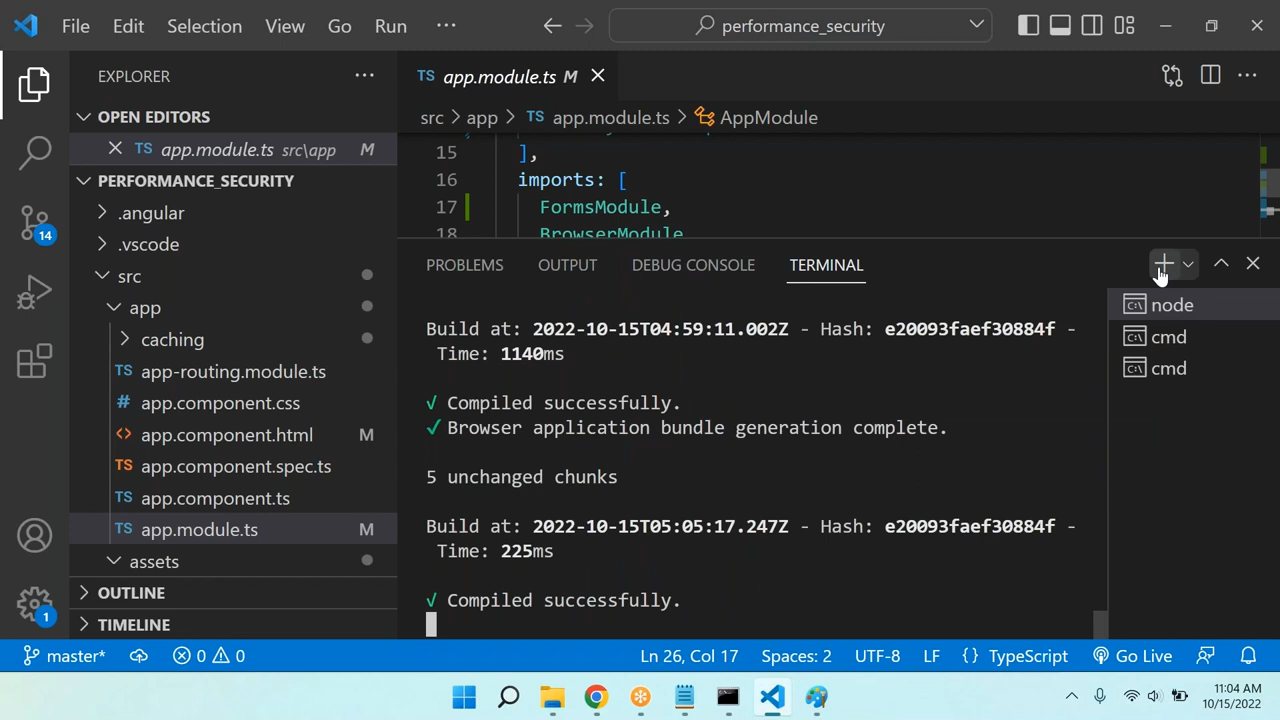 File Edit Selection View Go Run ··· performance_security
EXPLORER ···
OPEN EDITORS
TS app.module.ts src\app M
PERFORMANCE_SECURITY
.angular
.vscode
src
app
caching
TS app-routing.module.ts
# app.component.css
<> app.component.html M
TS app.component.spec.ts
TS app.component.ts
TS app.module.ts M
assets
OUTLINE
TIMELINE
14
1
TS app.module.ts M
src > app > TS app.module.ts > AppModule
15 ],
16 imports: [
17 FormsModule,
18 BrowserModule
PROBLEMS OUTPUT DEBUG CONSOLE TERMINAL
Build at: 2022-10-15T04:59:11.002Z - Hash: e20093faef30884f -
Time: 1140ms
√ Compiled successfully.
✓ Browser application bundle generation complete.
5 unchanged chunks
Build at: 2022-10-15T05:05:17.247Z - Hash: e20093faef30884f -
Time: 225ms
√ Compiled successfully.
node
cmd
cmd
master* 0 0 Ln 26, Col 17 Spaces: 2 UTF-8 LF {} TypeScript Go Live
11:04 AM
10/15/2022